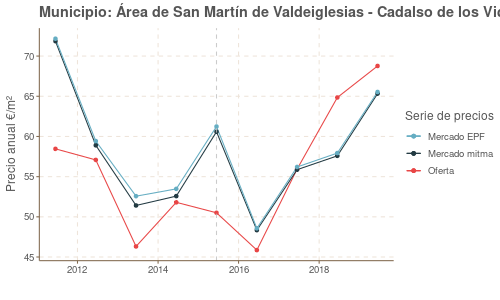 Municipio: Área de San Martín de Valdeiglesias - Cadalso de los Vid
Precio anual €/m²
70
65
60
55
50
45
2012
2014
2016
2018
Serie de precios
Mercado EPF
Mercado mitma
Oferta